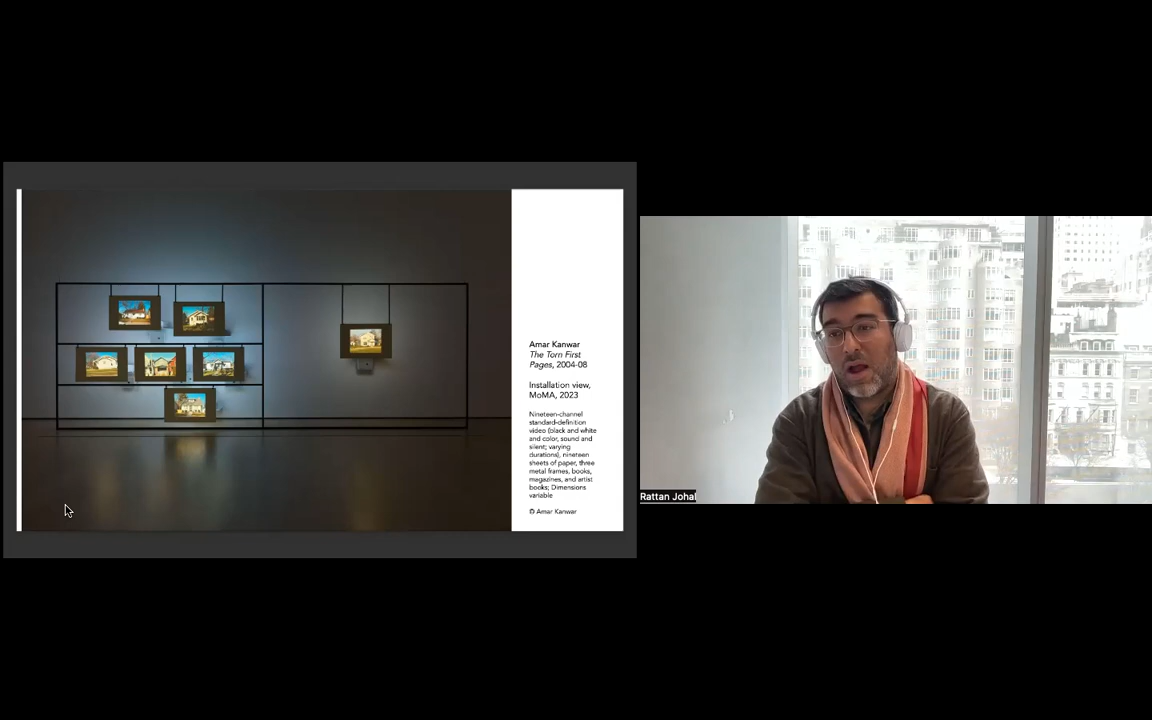 Amar Kanwar
The Torn First
Pages, 2004-08
Installation view,
MoMA, 2023
Nineteen-channel
standard-definition
video (black and white
and color, sound and
silent; varying
durations), nineteen
sheets of paper, three
metal frames, books,
magazines, and artist
books; Dimensions
variable
© Amar Kanwar
Rattan Johal